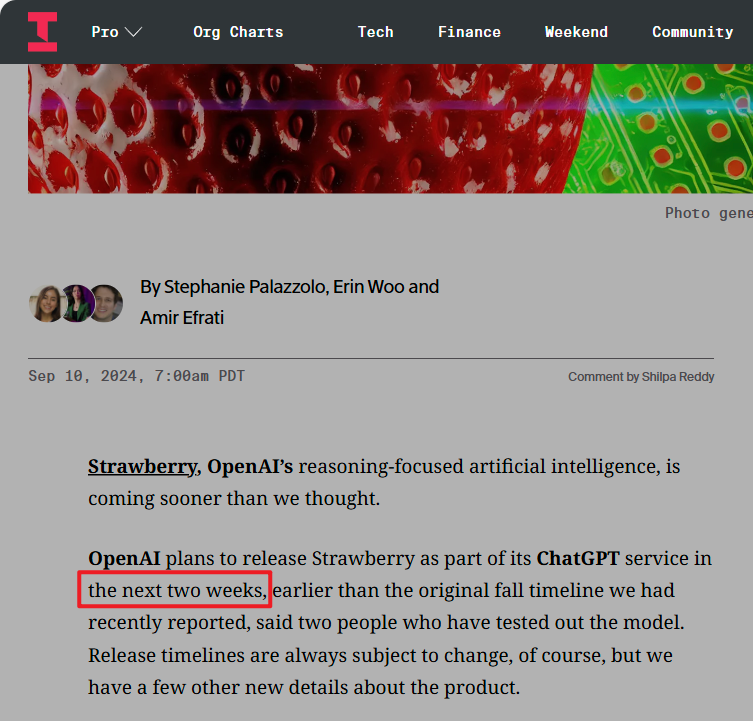 Pro Org Charts Tech Finance Weekend Community
Photo gene
By Stephanie Palazzolo, Erin Woo and
Amir Efrati
Sep 10, 2024, 7:00am PDT Comment by Shilpa Reddy
Strawberry, OpenAI’s reasoning-focused artificial intelligence, is
coming sooner than we thought.
OpenAI plans to release Strawberry as part of its ChatGPT service in
the next two weeks, earlier than the original fall timeline we had
recently reported, said two people who have tested out the model.
Release timelines are always subject to change, of course, but we
have a few other new details about the product.